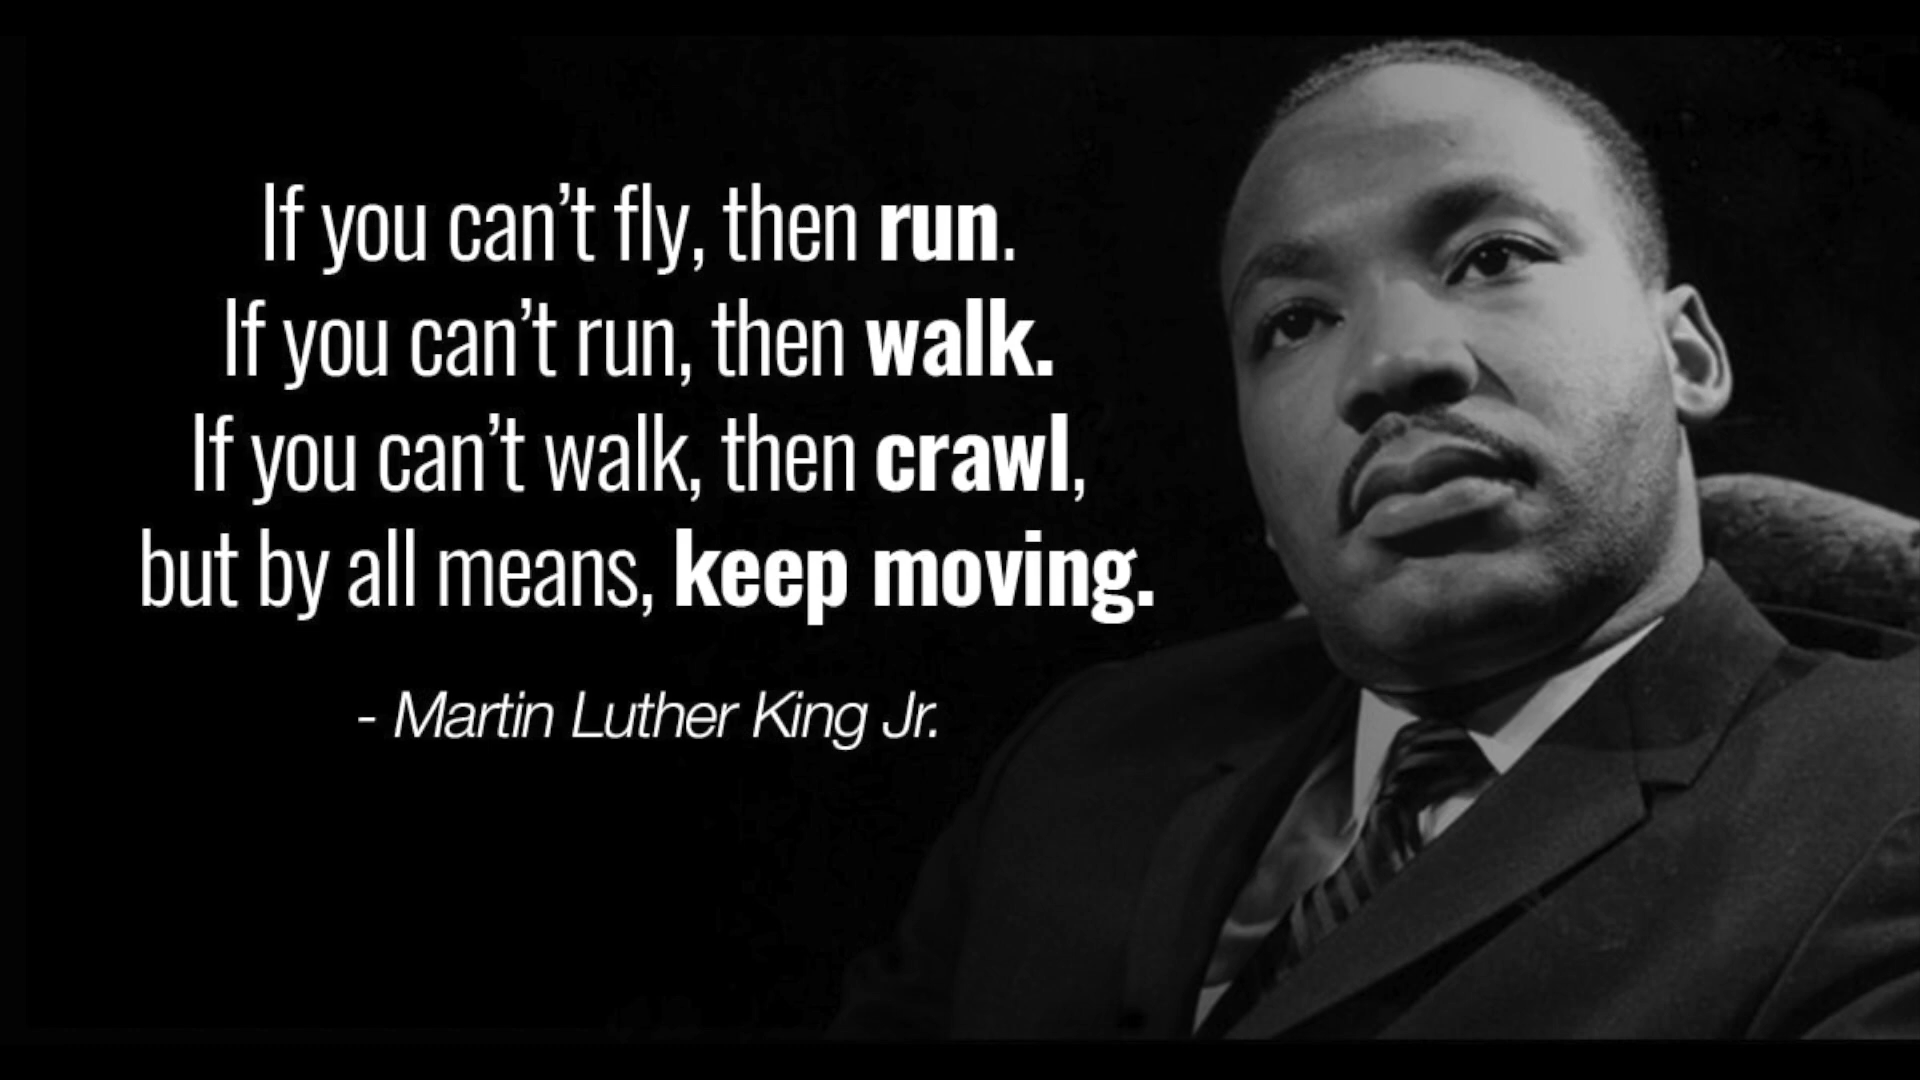 If you can’t fly, then run.
If you can’t run, then walk.
If you can’t walk, then crawl,
but by all means, keep moving.
- Martin Luther King Jr.